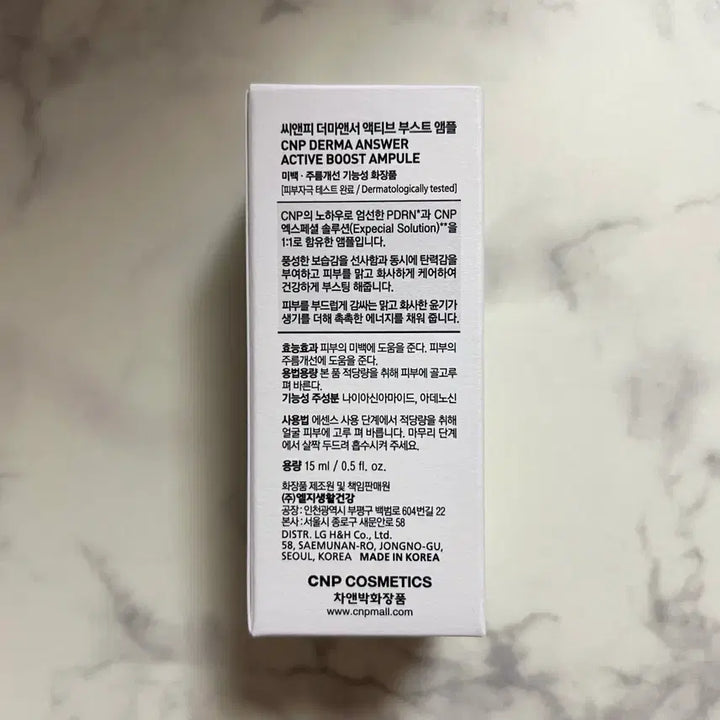 씨앤피 더마앤서 액티브 부스트 앰플
CNP DERMA ANSWER
ACTIVE BOOST AMPULE
미백 · 주름개선 기능성 화장품
[피부자극 테스트 완료 / Dermatologically tested]
CNP의 노하우로 엄선한 PDRN*과 CNP
엑스페셜 솔루션(Expecial Solution)**을
1:1로 함유한 앰플입니다.
풍성한 보습감을 선사함과 동시에 탄력감을
부여하고 피부를 맑고 화사하게 케어하여
건강하게 부스팅 해줍니다.
피부를 부드럽게 감싸는 맑고 화사한 윤기가
생기를 더해 촉촉한 에너지를 채워 줍니다.
효능효과 피부의 미백에 도움을 준다. 피부의
주름개선에 도움을 준다.
용법용량 본 품 적당량을 취해 피부에 골고루
펴 바른다.
기능성 주성분 나이아신아마이드, 아데노신
사용법 에센스 사용 단계에서 적당량을 취해
얼굴 피부에 고루 펴 바릅니다. 마무리 단계
에서 살짝 두드려 흡수시켜 주세요.
용량 15 ml / 0.5 fl. oz.
화장품 제조원 및 책임판매원
(주)엘지생활건강
공장 : 인천광역시 부평구 백범로 604번길 22
본사 : 서울시 종로구 새문안로 58
DISTR. LG H&H Co., Ltd.
58, SAEMUNAN-RO, JONGNO-GU,
SEOUL, KOREA MADE IN KOREA
CNP COSMETICS
차앤박화장품
www.cnpmall.com